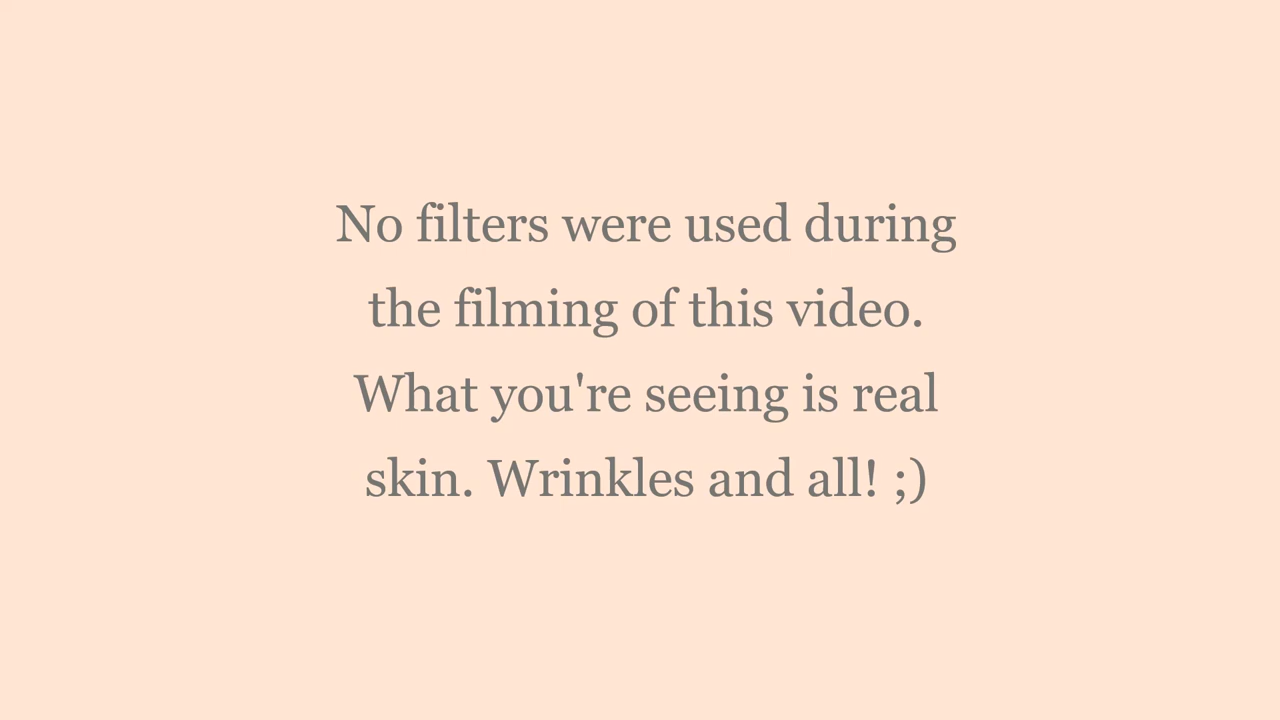 No filters were used during
the filming of this video.
What you're seeing is real
skin. Wrinkles and all! ;)